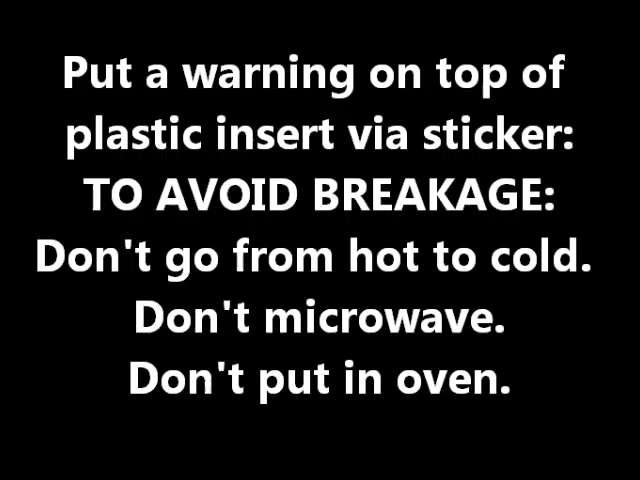 Put a warning on top of
plastic insert via sticker:
TO AVOID BREAKAGE:
Don't go from hot to cold.
Don't microwave.
Don't put in oven.